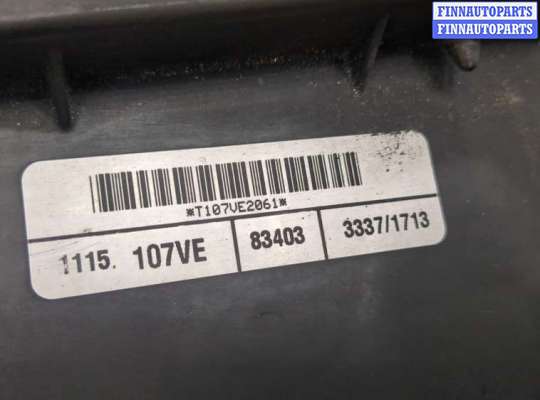 FINNAUTOPARTS
FINNAUTOPARTS
*T107VE2061*
1115. 107VE 83403 3337/1713